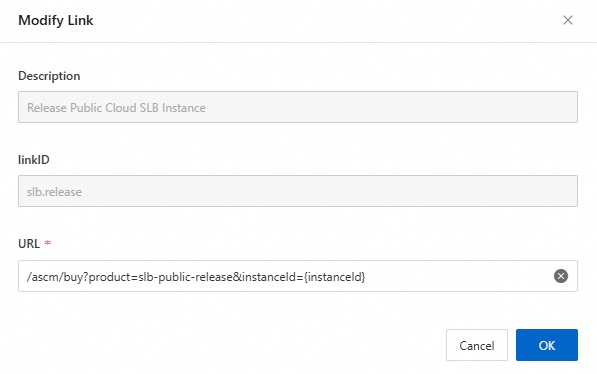 Modify Link
Description
Release Public Cloud SLB Instance
linkID
slb.release
URL *
/ascm/buy?product=slb-public-release&instanceId={instanceId}
Cancel OK